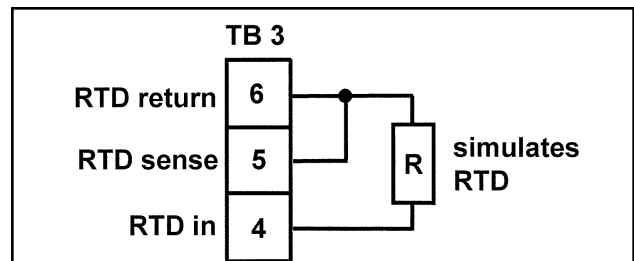 TB 3
RTD return 6
RTD sense 5
RTD in 4
R
simulates
RTD